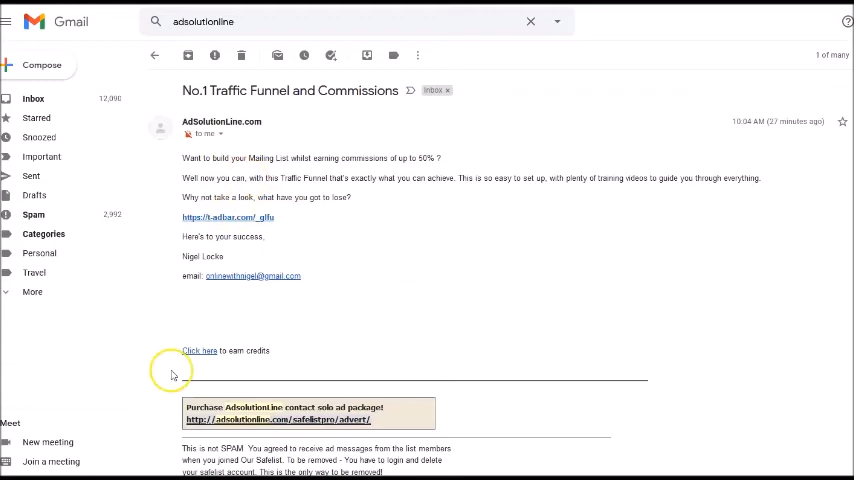 Gmail
adsolutionline
Compose
1 of many
No.1 Traffic Funnel and Commissions Inbox x
Inbox 12,090
Starred
Snoozed
Important
Sent
Drafts
Spam 2,992
Categories
Personal
Travel
More
AdSolutionLine.com 10:04 AM (27 minutes ago)
to me
Want to build your Mailing List whilst earning commissions of up to 50% ?
Well now you can, with this Traffic Funnel that's exactly what you can achieve. This is so easy to set up, with plenty of training videos to guide you through everything.
Why not take a look, what have you got to lose?
https://t-adbar.com/_glfu
Here's to your success,
Nigel Locke
email: onlinewithnigel@gmail.com
Click here to earn credits
Purchase AdsolutionLine contact solo ad package!
http://adsolutionline.com/safelistpro/advert/
This is not SPAM. You agreed to receive ad messages from the list members
when you joined Our Safelist. To be removed - You have to login and delete
your safelist account. This is the only way to be removed!
Meet
New meeting
Join a meeting